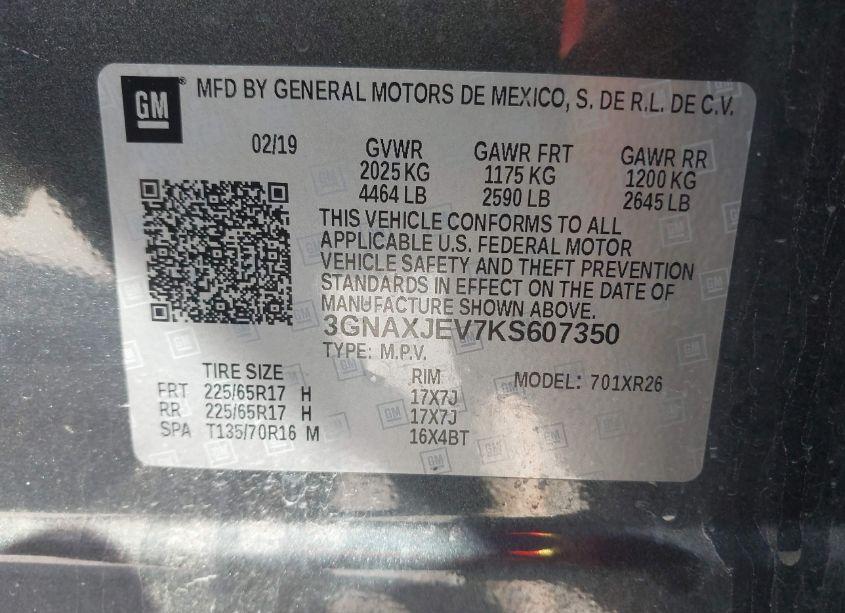 GM ® MFD BY GENERAL MOTORS DE MEXICO, S. DE R.L. DE C.V.
02/19 GVWR GAWR FRT GAWR RR
2025 KG 1175 KG 1200 KG
4464 LB 2590 LB 2645 LB
THIS VEHICLE CONFORMS TO ALL
APPLICABLE U.S. FEDERAL MOTOR
VEHICLE SAFETY AND THEFT PREVENTION
STANDARDS IN EFFECT ON THE DATE OF
MANUFACTURE SHOWN ABOVE.
3GNAXJEV7KS607350
TYPE: M.P.V.
TIRE SIZE RIM MODEL: 701XR26
FRT 225/65R17 H 17X7J
RR 225/65R17 H 17X7J
SPA T135/70R16 M 16X4BT